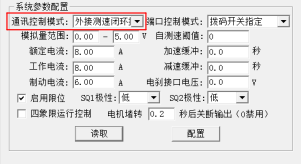 系统参数配置
通讯控制模式: 外接测速闭环 端口控制模式: 拨码开关指定
模拟量范围: 0.00 - 5.00 V 自测速阈值: 0
额定电流: 8.00 A 加速缓冲: 0.0 秒
工作电流: 8.00 A 减速缓冲: 0.0 秒
制动电流: 6.00 A 电刹接口电压: 0.0 V
启用限位 SQ1极性: 低 SQ2极性: 低
四象限运行控制 电机堵转 0.2 秒后关断输出(0禁用)
读取 配置